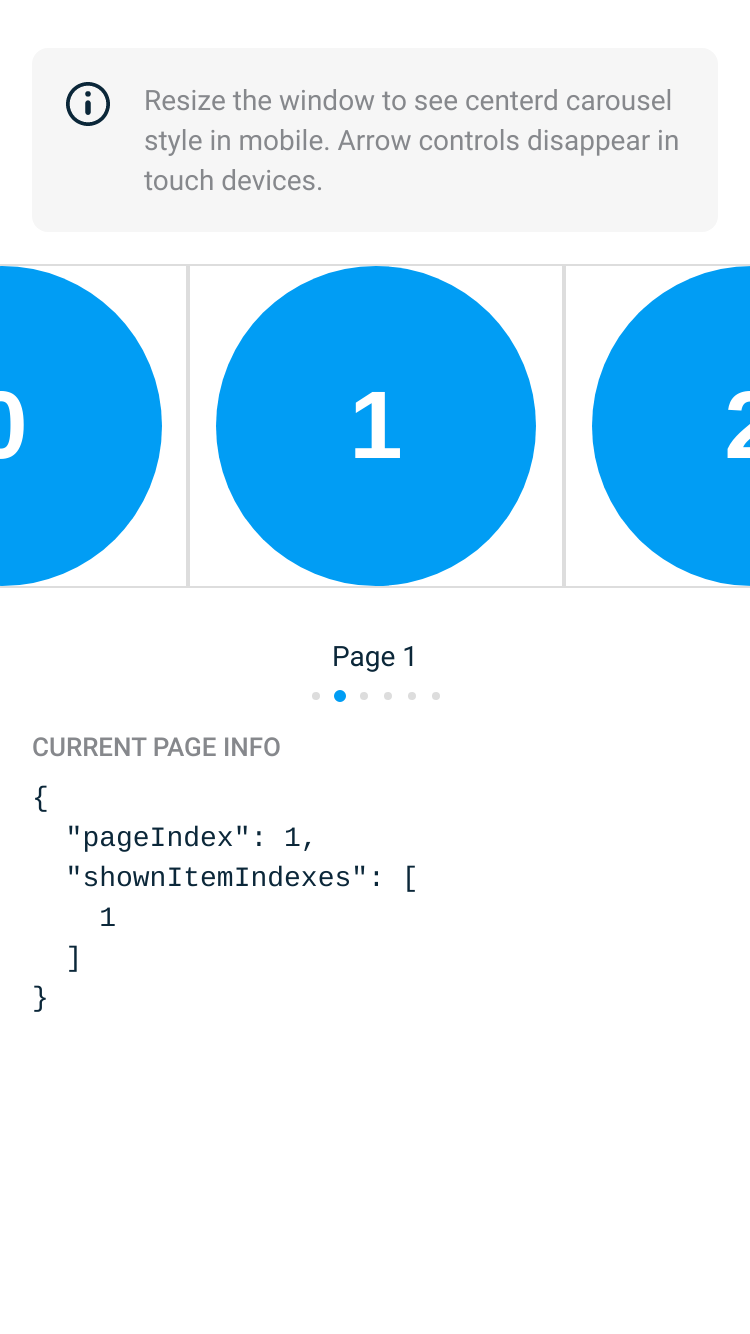 Resize the window to see centerd carousel
style in mobile. Arrow controls disappear in
touch devices.
0 1 2
Page 1
CURRENT PAGE INFO
{
  "pageIndex": 1,
  "shownItemIndexes": [
    1
  ]
}